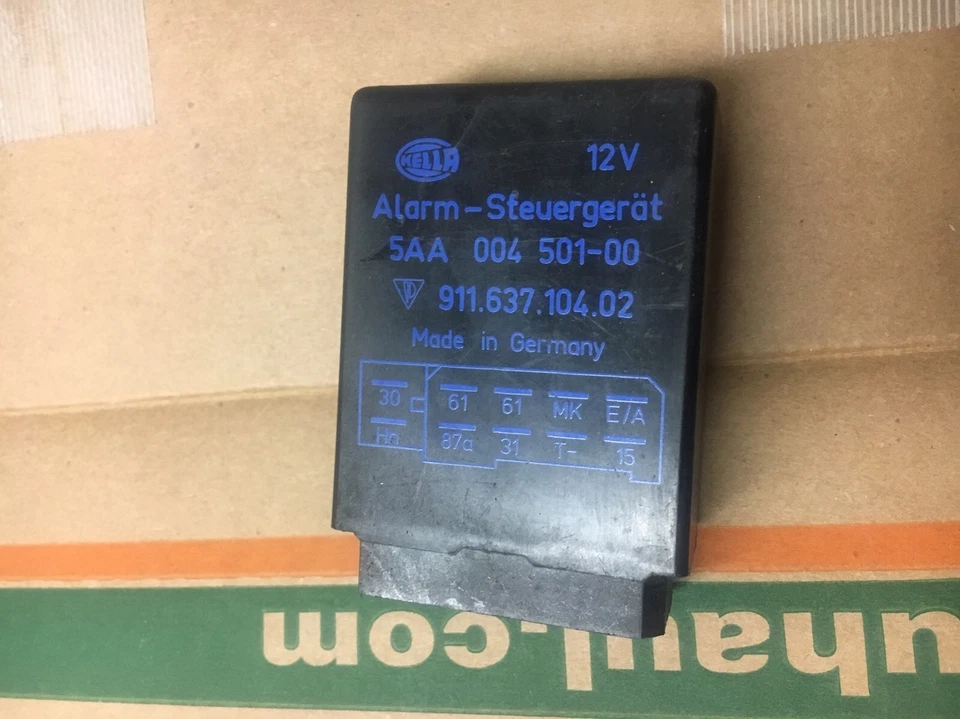 HELLA 12V
Alarm-Steuergerät
5AA 004 501-00
911.637.104.02
Made in Germany
30 61 61 MK E/A
Hn 87a 31 T- 15
uhaul.com